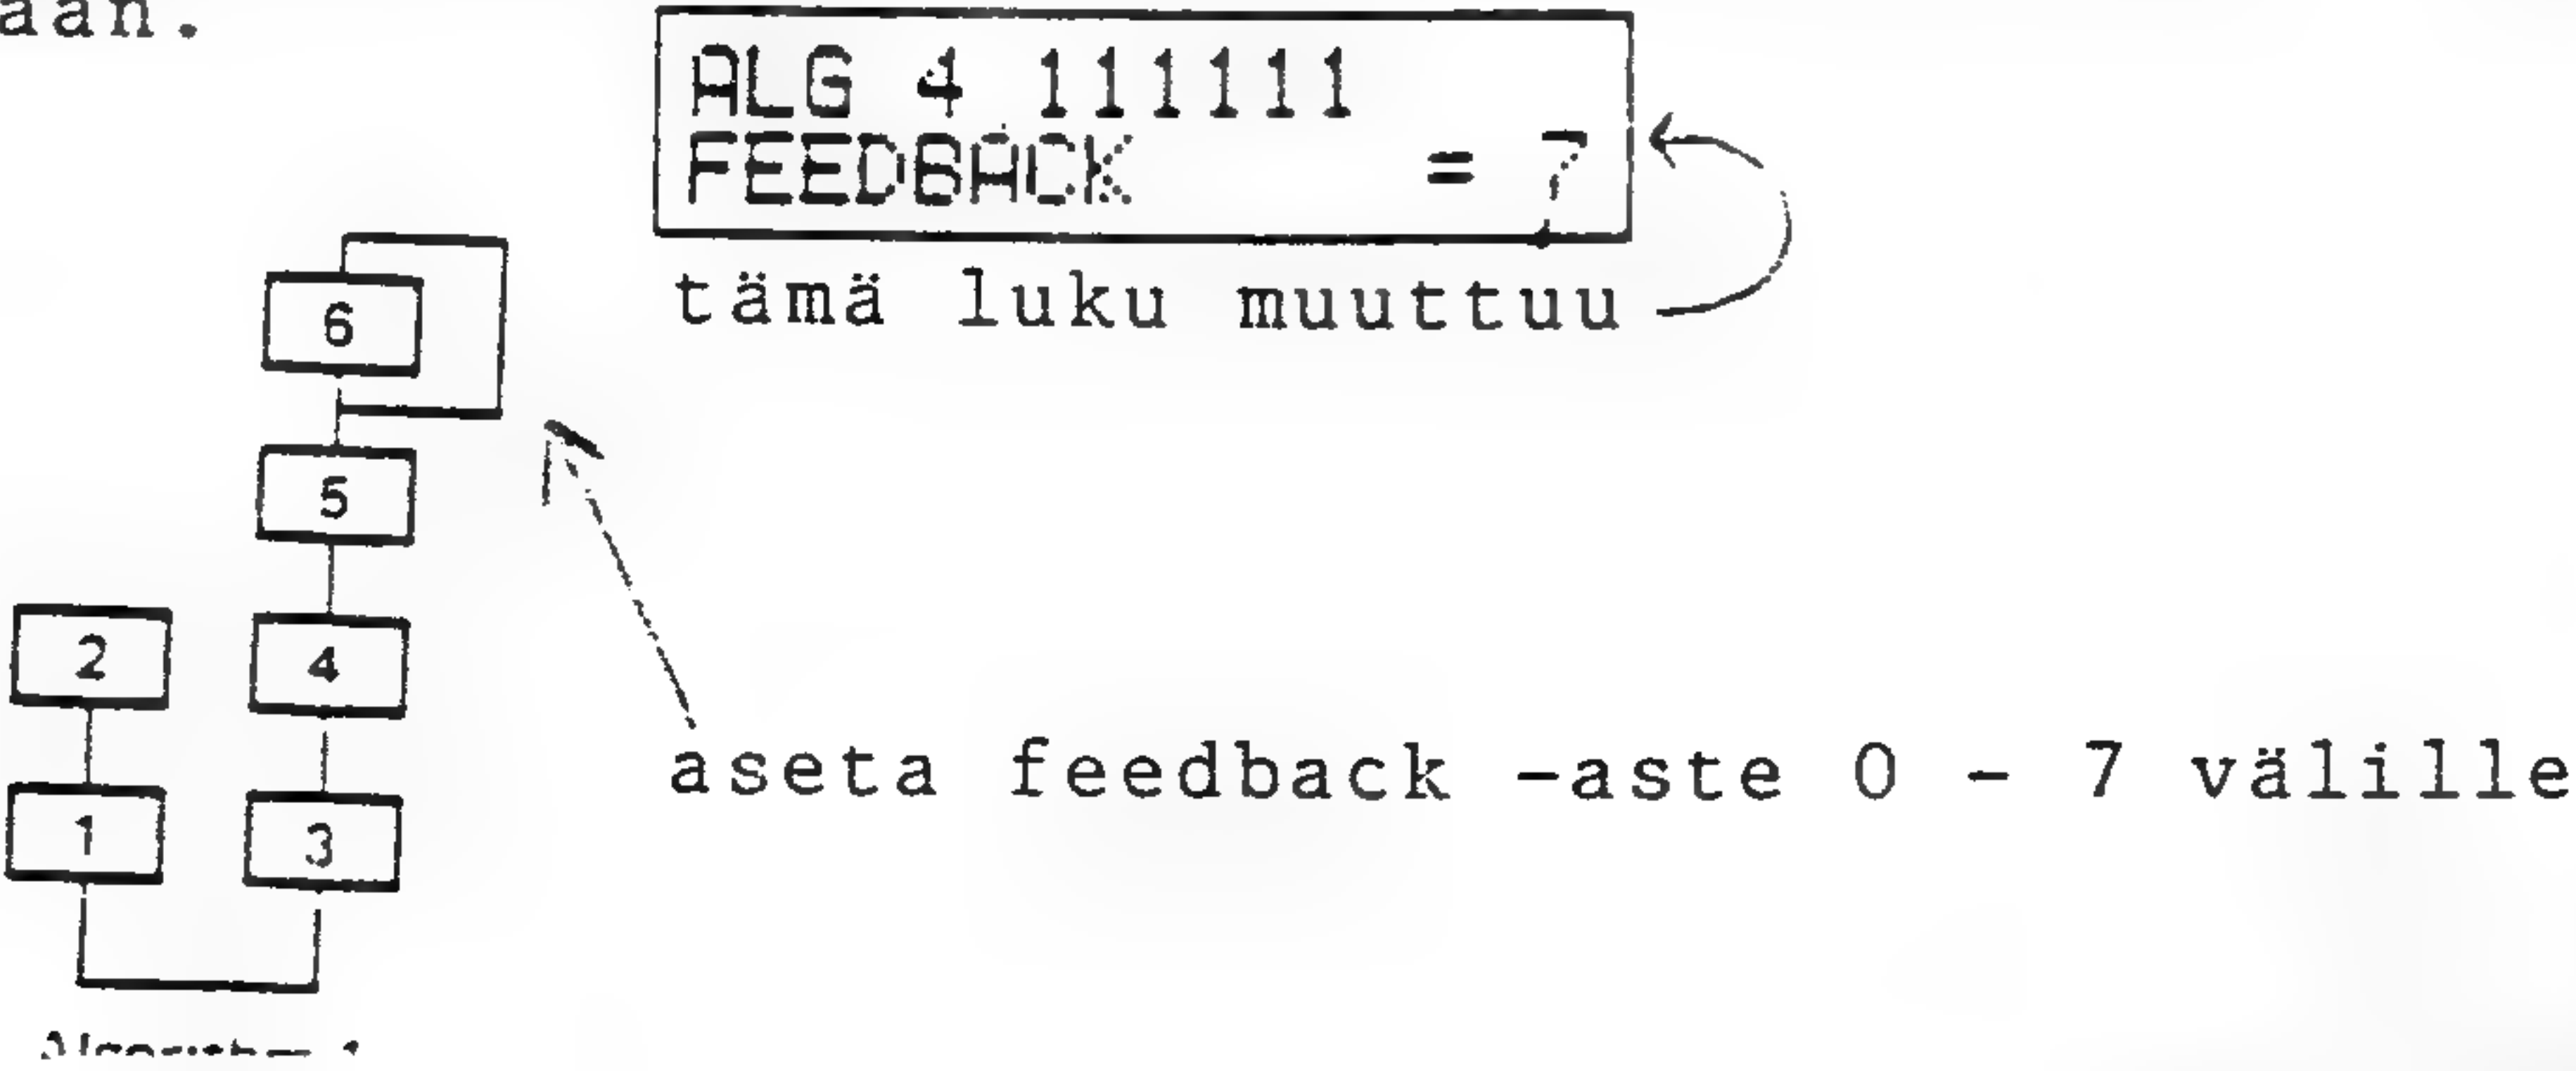 ALG 4 111111
FEEDBACK = 7
tämä luku muuttuu
6
5
2
4
aseta feedback -aste 0 - 7 välille
1
3